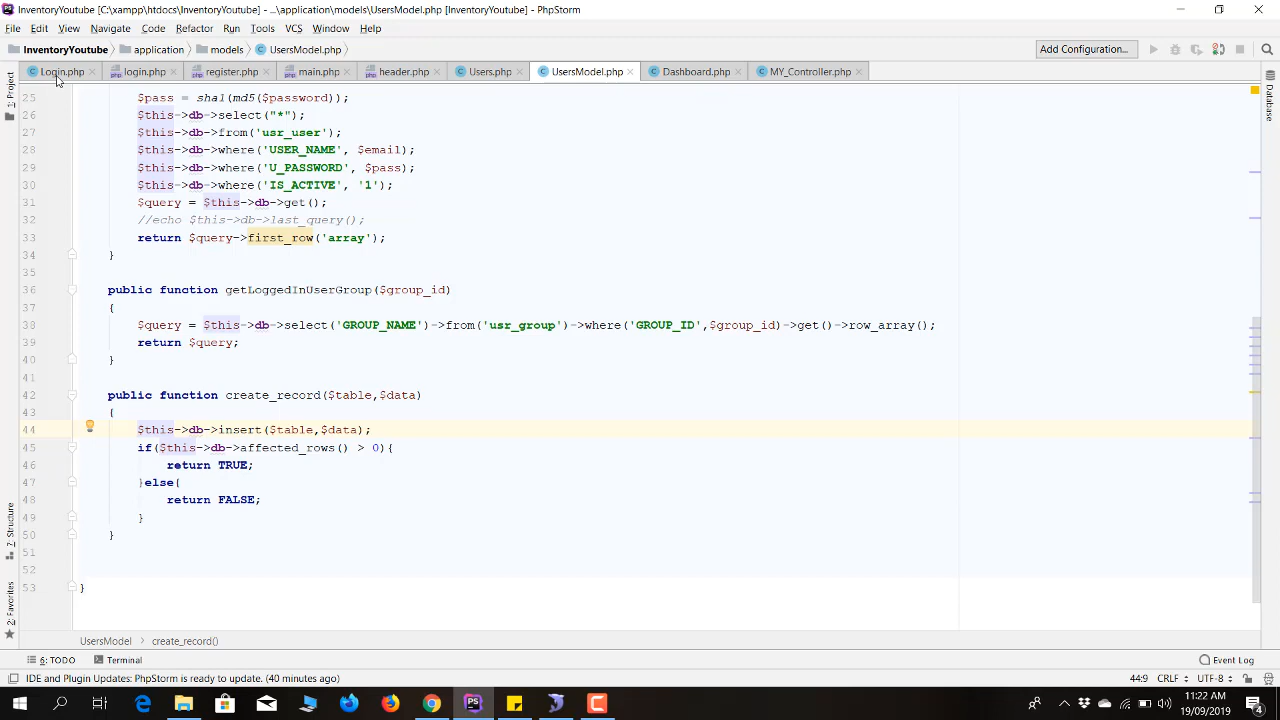 InventoryYoutube [C:\xampp\htdocs\InventoryYoutube] - ...\application\models\UsersModel.php [InventoryYoutube] - PhpStorm
File Edit View Navigate Code Refactor Run Tools VCS Window Help
InventoryYoutube application models UsersModel.php Add Configuration...
Login.php login.php register.php main.php header.php Users.php UsersModel.php Dashboard.php MY_Controller.php
1: Project
Database
25 $pass = sha1(md5($password));
26 $this->db->select("*");
27 $this->db->from('usr_user');
28 $this->db->where('USER_NAME', $email);
29 $this->db->where('U_PASSWORD', $pass);
30 $this->db->where('IS_ACTIVE', '1');
31 $query = $this->db->get();
32 //echo $this->db->last_query();
33 return $query->first_row('array');
34 }
35
36 public function getLoggedInUserGroup($group_id)
37 {
38 $query = $this->db->select('GROUP_NAME')->from('usr_group')->where('GROUP_ID',$group_id)->get()->row_array();
39 return $query;
40 }
41
42 public function create_record($table,$data)
43 {
44 $this->db->insert($table,$data);
45 if($this->db->affected_rows() > 0){
46 return TRUE;
47 }else{
48 return FALSE;
49 }
50 }
51
52
53 }
7: Structure
2: Favorites
UsersModel create_record()
6: TODO Terminal Event Log
IDE and Plugin Updates: PhpStorm is ready to update. (40 minutes ago) 44:9 CRLF UTF-8
11:22 AM
19/09/2019
4